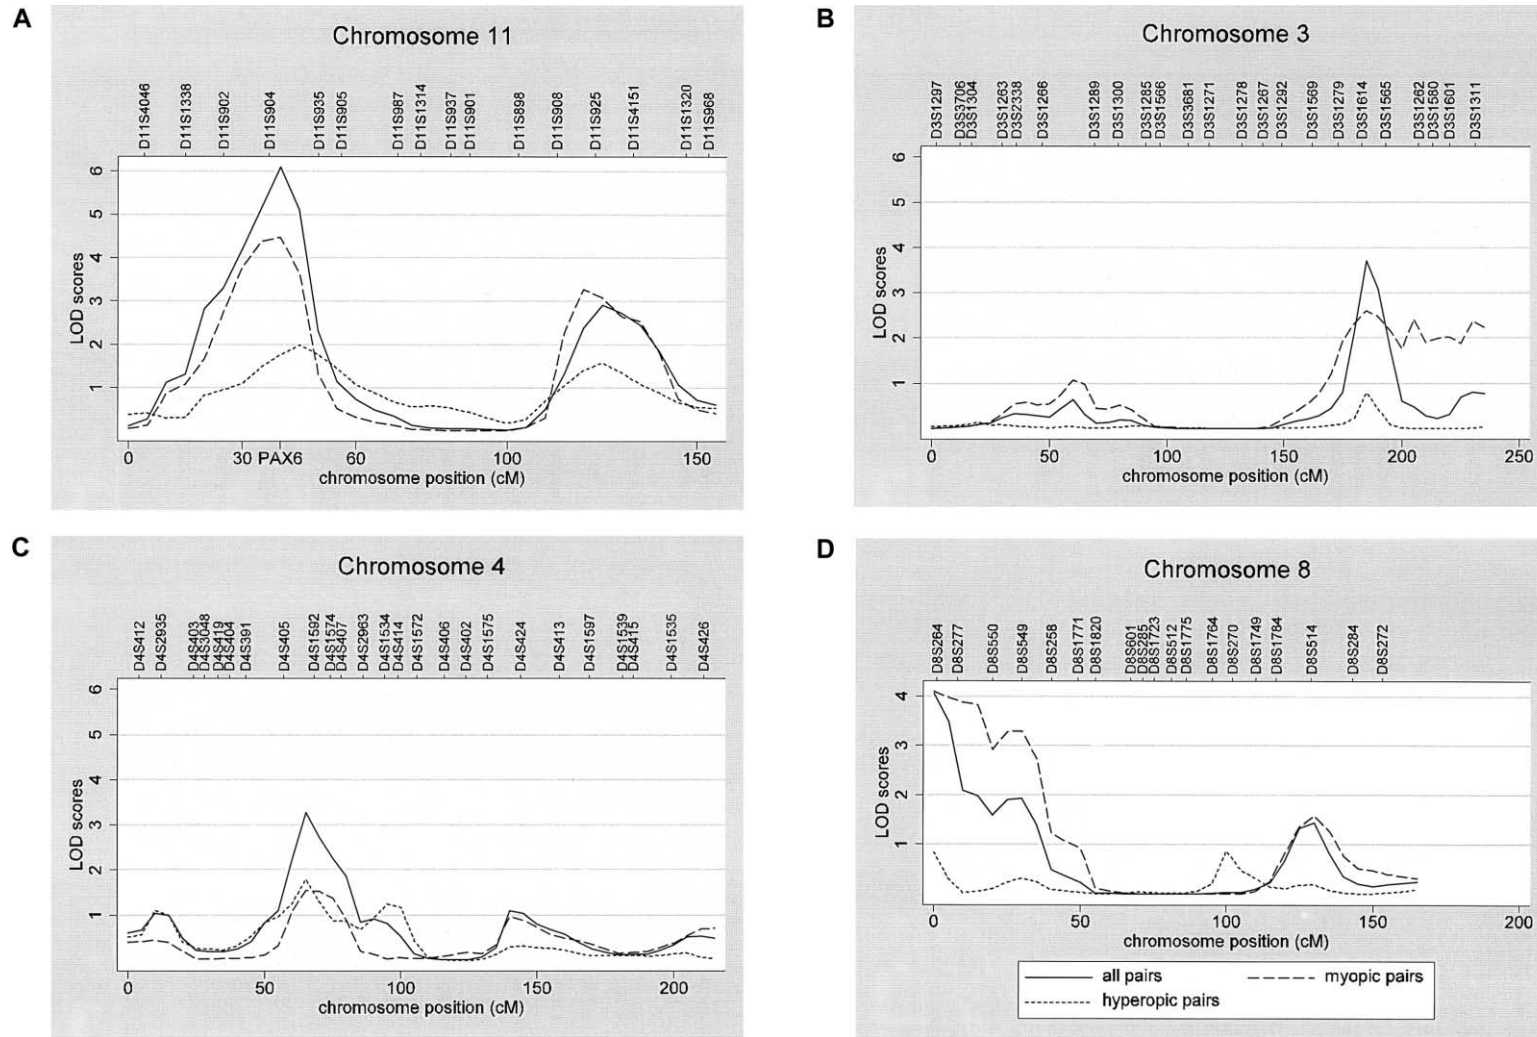 A
Chromosome 11
D11S4046
D11S1338
D11S902
D11S904
D11S935
D11S905
D11S987
D11S1314
D11S937
D11S901
D11S898
D11S908
D11S925
D11S4151
D11S1320
D11S968
LOD scores
6
5
4
3
2
1
0
30
PAX6
60
100
150
chromosome position (cM)
B
Chromosome 3
D3S1297
D3S3706
D3S1304
D3S1263
D3S2338
D3S1266
D3S1289
D3S1300
D3S1285
D3S1566
D3S3681
D3S1271
D3S1278
D3S1267
D3S1292
D3S1569
D3S1279
D3S1614
D3S1565
D3S1262
D3S1580
D3S1601
D3S1311
LOD scores
6
5
4
3
2
1
0
50
100
150
200
250
chromosome position (cM)
C
Chromosome 4
D4S412
D4S2935
D4S403
D4S3048
D4S419
D4S404
D4S391
D4S405
D4S1592
D4S1574
D4S407
D4S2963
D4S1534
D4S414
D4S1572
D4S406
D4S402
D4S1575
D4S424
D4S413
D4S1597
D4S1539
D4S415
D4S1535
D4S426
LOD scores
6
5
4
3
2
1
0
50
100
150
200
chromosome position (cM)
D
Chromosome 8
D8S264
D8S277
D8S550
D8S549
D8S258
D8S1771
D8S1820
D8S601
D8S285
D8S1723
D8S512
D8S1775
D8S1764
D8S270
D8S1749
D8S1784
D8S514
D8S284
D8S272
LOD scores
4
3
2
1
0
50
100
150
200
chromosome position (cM)
all pairs
myopic pairs
hyperopic pairs